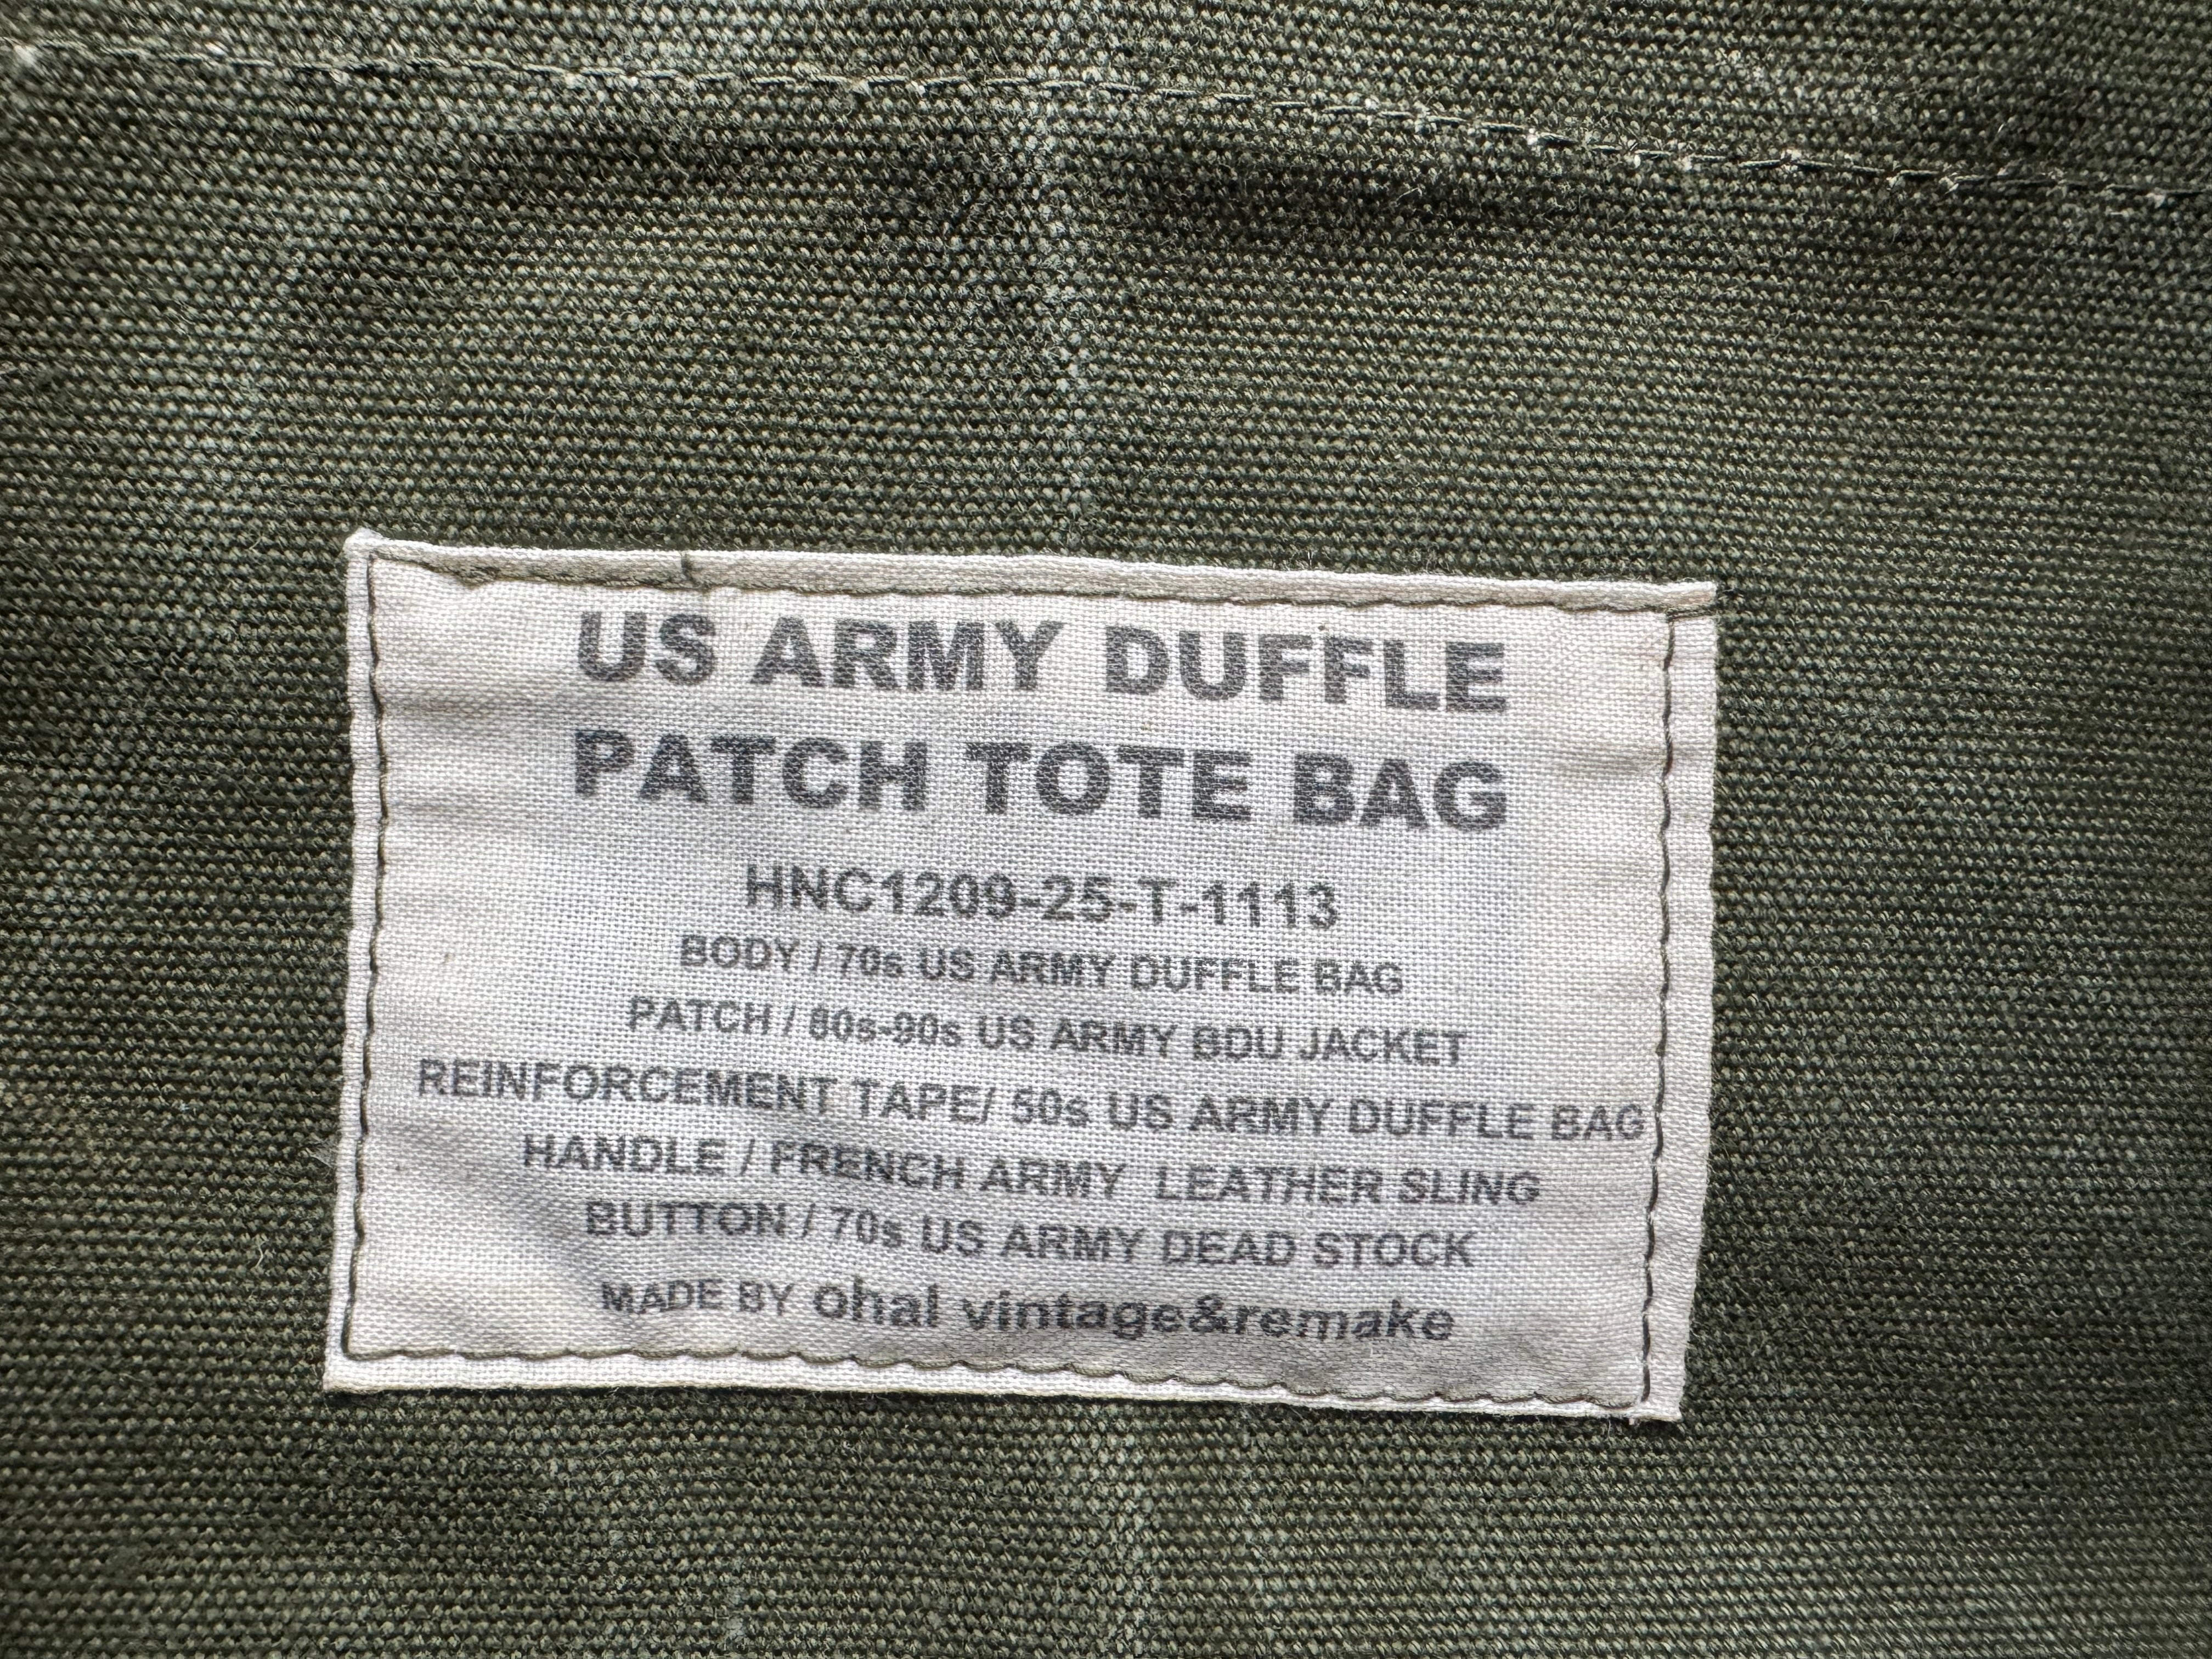 US ARMY DUFFLE
PATCH TOTE BAG
HNC1209-25-T-1113
BODY / 70s US ARMY DUFFLE BAG
PATCH / 80s-90s US ARMY BDU JACKET
REINFORCEMENT TAPE/ 50s US ARMY DUFFLE BAG
HANDLE / FRENCH ARMY LEATHER SLING
BUTTON / 70s US ARMY DEAD STOCK
MADE BY ohal vintage&remake